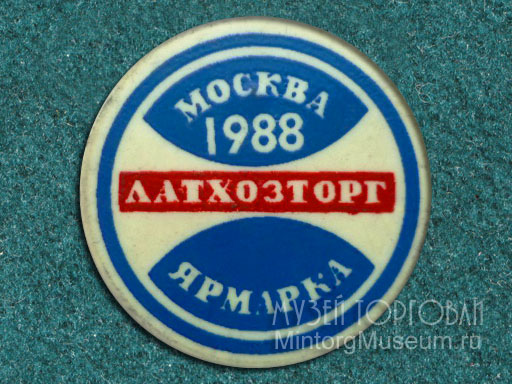 МОСКВА
1988
ЛАТХОЗТОРГ
ЯРМАРКА
МУЗЕЙ ТОРГОВЛИ
MintorgMuseum.ru